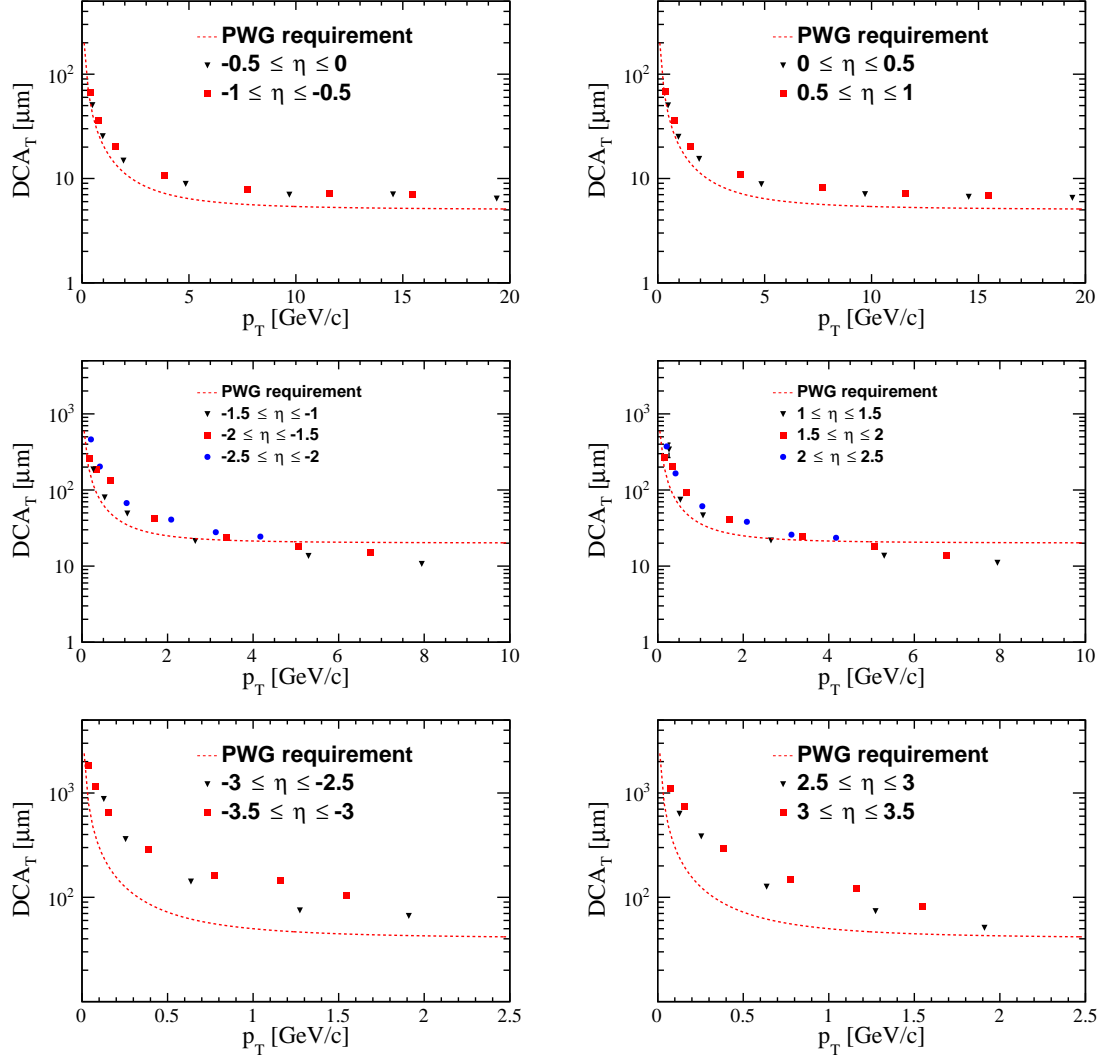 PWG requirement
-0.5 ≤ η ≤ 0
-1 ≤ η ≤ -0.5
DCA_T [μm]
10²
10
1
0 5 10 15 20
p_T [GeV/c]
PWG requirement
0 ≤ η ≤ 0.5
0.5 ≤ η ≤ 1
DCA_T [μm]
10²
10
1
0 5 10 15 20
p_T [GeV/c]
PWG requirement
-1.5 ≤ η ≤ -1
-2 ≤ η ≤ -1.5
-2.5 ≤ η ≤ -2
DCA_T [μm]
10³
10²
10
1
0 2 4 6 8 10
p_T [GeV/c]
PWG requirement
1 ≤ η ≤ 1.5
1.5 ≤ η ≤ 2
2 ≤ η ≤ 2.5
DCA_T [μm]
10³
10²
10
1
0 2 4 6 8 10
p_T [GeV/c]
PWG requirement
-3 ≤ η ≤ -2.5
-3.5 ≤ η ≤ -3
DCA_T [μm]
10³
10²
0 0.5 1 1.5 2 2.5
p_T [GeV/c]
PWG requirement
2.5 ≤ η ≤ 3
3 ≤ η ≤ 3.5
DCA_T [μm]
10³
10²
0 0.5 1 1.5 2 2.5
p_T [GeV/c]